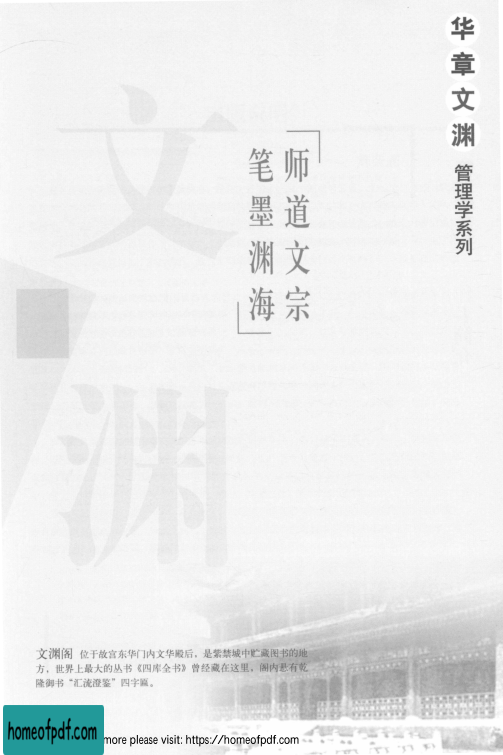 华章文渊
管理学系列
「师道文宗
笔墨渊海」
文渊
文渊阁 位于故宫东华门内文华殿后，是紫禁城中贮藏图书的地
方，世界上最大的丛书《四库全书》曾经藏在这里，阁内悬有乾
隆御书“汇流澄鉴”四字匾。
homeofpdf.com
more please visit: https://homeofpdf.com